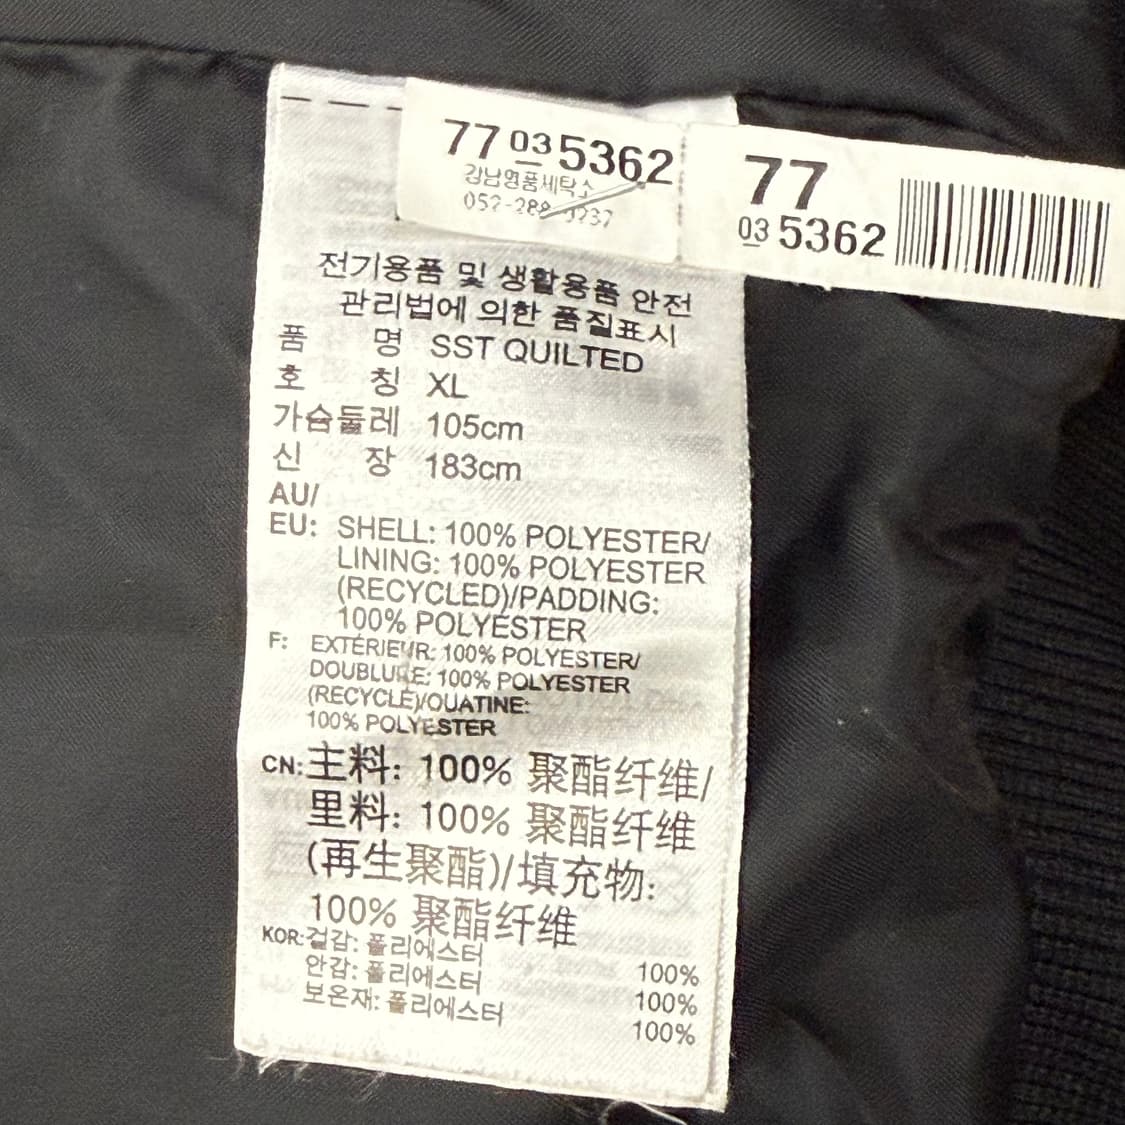 77 03 5362
강남명품세탁소
77
03 5362
전기용품 및 생활용품 안전
관리법에 의한 품질표시
품 명 SST QUILTED
호 칭 XL
가슴둘레 105cm
신 장 183cm
AU/
EU: SHELL: 100% POLYESTER/
LINING: 100% POLYESTER
(RECYCLED)/PADDING:
100% POLYESTER
F: EXTÉRIEUR: 100% POLYESTER/
DOUBLURE: 100% POLYESTER
(RECYCLÉ)/OUATINE:
100% POLYESTER
CN: 主料: 100% 聚酯纤维/
里料: 100% 聚酯纤维
(再生聚酯)/填充物:
100% 聚酯纤维
KOR: 겉감: 폴리에스터 100%
안감: 폴리에스터 100%
보온재: 폴리에스터 100%